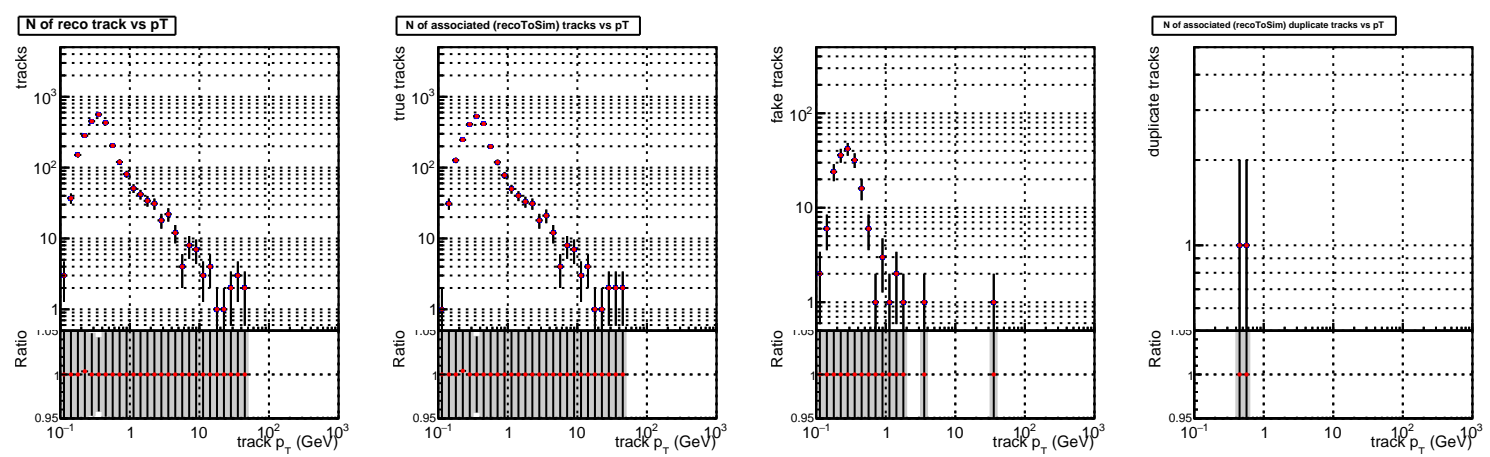 N of reco track vs pT
tracks
10³
10²
10
1
Ratio
1.05
1
0.95
10⁻¹ 1 10 10² 10³
track p_T (GeV)
N of associated (recoToSim) tracks vs pT
true tracks
10³
10²
10
1
Ratio
1.05
1
0.95
10⁻¹ 1 10 10² 10³
track p_T (GeV)
fake tracks
10²
10
1
Ratio
1.05
1
0.95
10⁻¹ 1 10 10² 10³
track p_T (GeV)
N of associated (recoToSim) duplicate tracks vs pT
duplicate tracks
1
Ratio
1.05
1
0.95
10⁻¹ 1 10 10² 10³
track p_T (GeV)